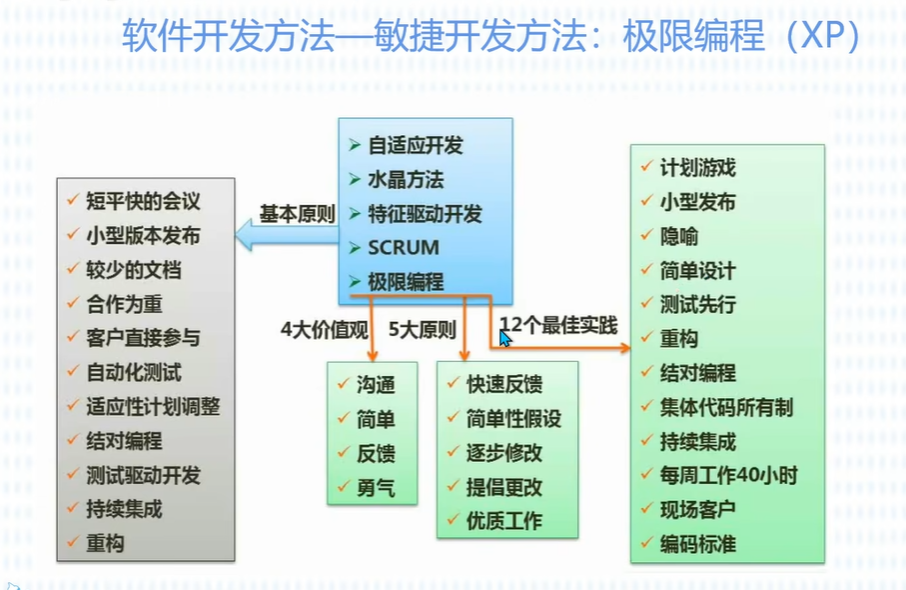 软件开发方法—敏捷开发方法：极限编程（XP）
自适应开发
水晶方法
特征驱动开发
SCRUM
极限编程
基本原则
短平快的会议
小型版本发布
较少的文档
合作为重
客户直接参与
自动化测试
适应性计划调整
结对编程
测试驱动开发
持续集成
重构
4大价值观
沟通
简单
反馈
勇气
5大原则
快速反馈
简单性假设
逐步修改
提倡更改
优质工作
12个最佳实践
计划游戏
小型发布
隐喻
简单设计
测试先行
重构
结对编程
集体代码所有制
持续集成
每周工作40小时
现场客户
编码标准